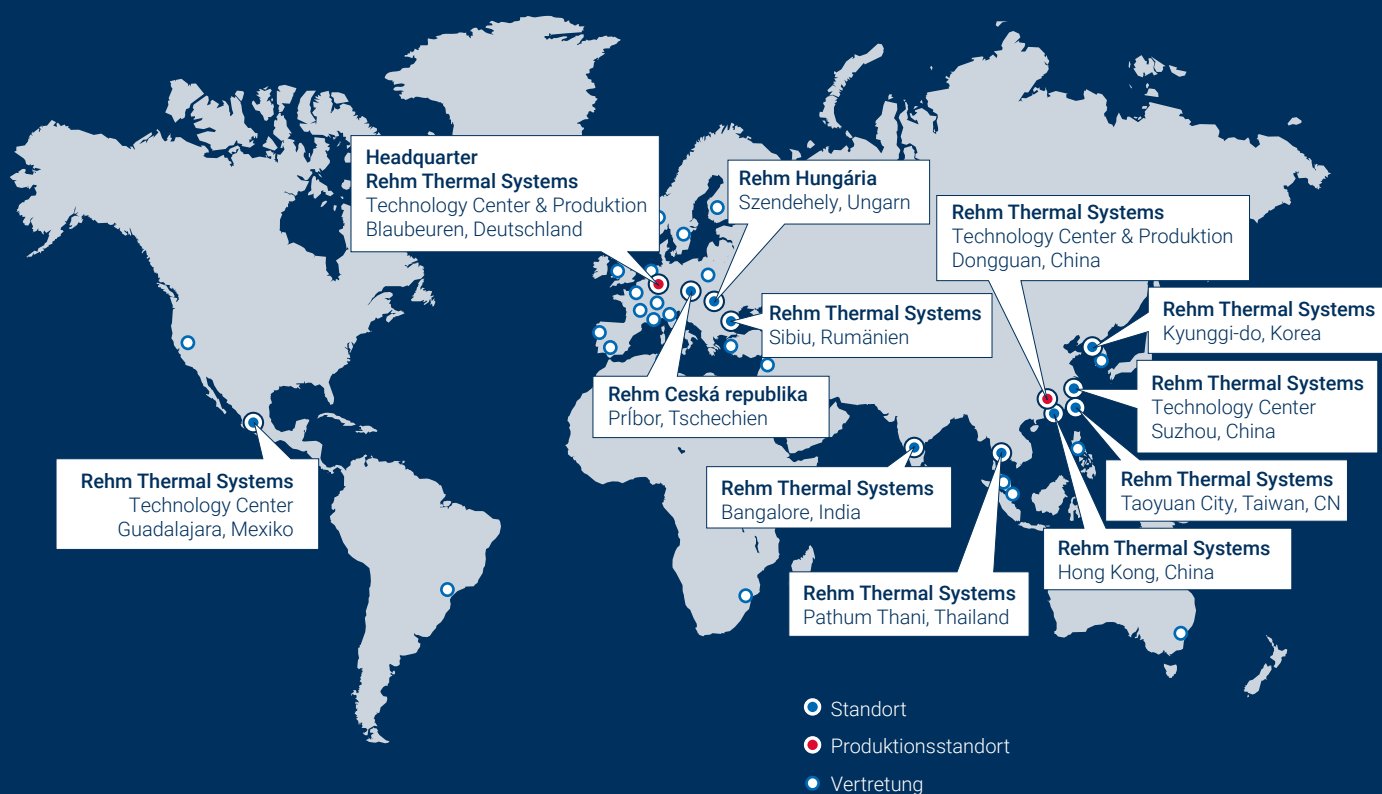 Headquarter
Rehm Thermal Systems
Technology Center & Produktion
Blaubeuren, Deutschland
Rehm Hungária
Szendehely, Ungarn
Rehm Thermal Systems
Technology Center & Produktion
Dongguan, China
Rehm Thermal Systems
Sibiu, Rumänien
Rehm Thermal Systems
Kyunggi-do, Korea
Rehm Ceská republika
PrÍbor, Tschechien
Rehm Thermal Systems
Technology Center
Suzhou, China
Rehm Thermal Systems
Technology Center
Guadalajara, Mexiko
Rehm Thermal Systems
Bangalore, India
Rehm Thermal Systems
Taoyuan City, Taiwan, CN
Rehm Thermal Systems
Hong Kong, China
Rehm Thermal Systems
Pathum Thani, Thailand
Standort
Produktionsstandort
Vertretung